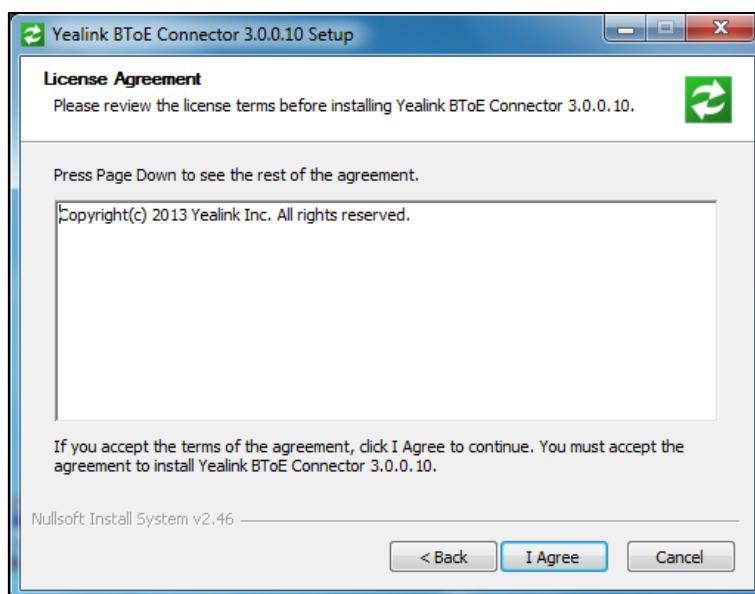 Yealink BToE Connector 3.0.0.10 Setup
License Agreement
Please review the license terms before installing Yealink BToE Connector 3.0.0.10.
Press Page Down to see the rest of the agreement.
Copyright(c) 2013 Yealink Inc. All rights reserved.
If you accept the terms of the agreement, click I Agree to continue. You must accept the
agreement to install Yealink BToE Connector 3.0.0.10.
Nullsoft Install System v2.46
< Back I Agree Cancel